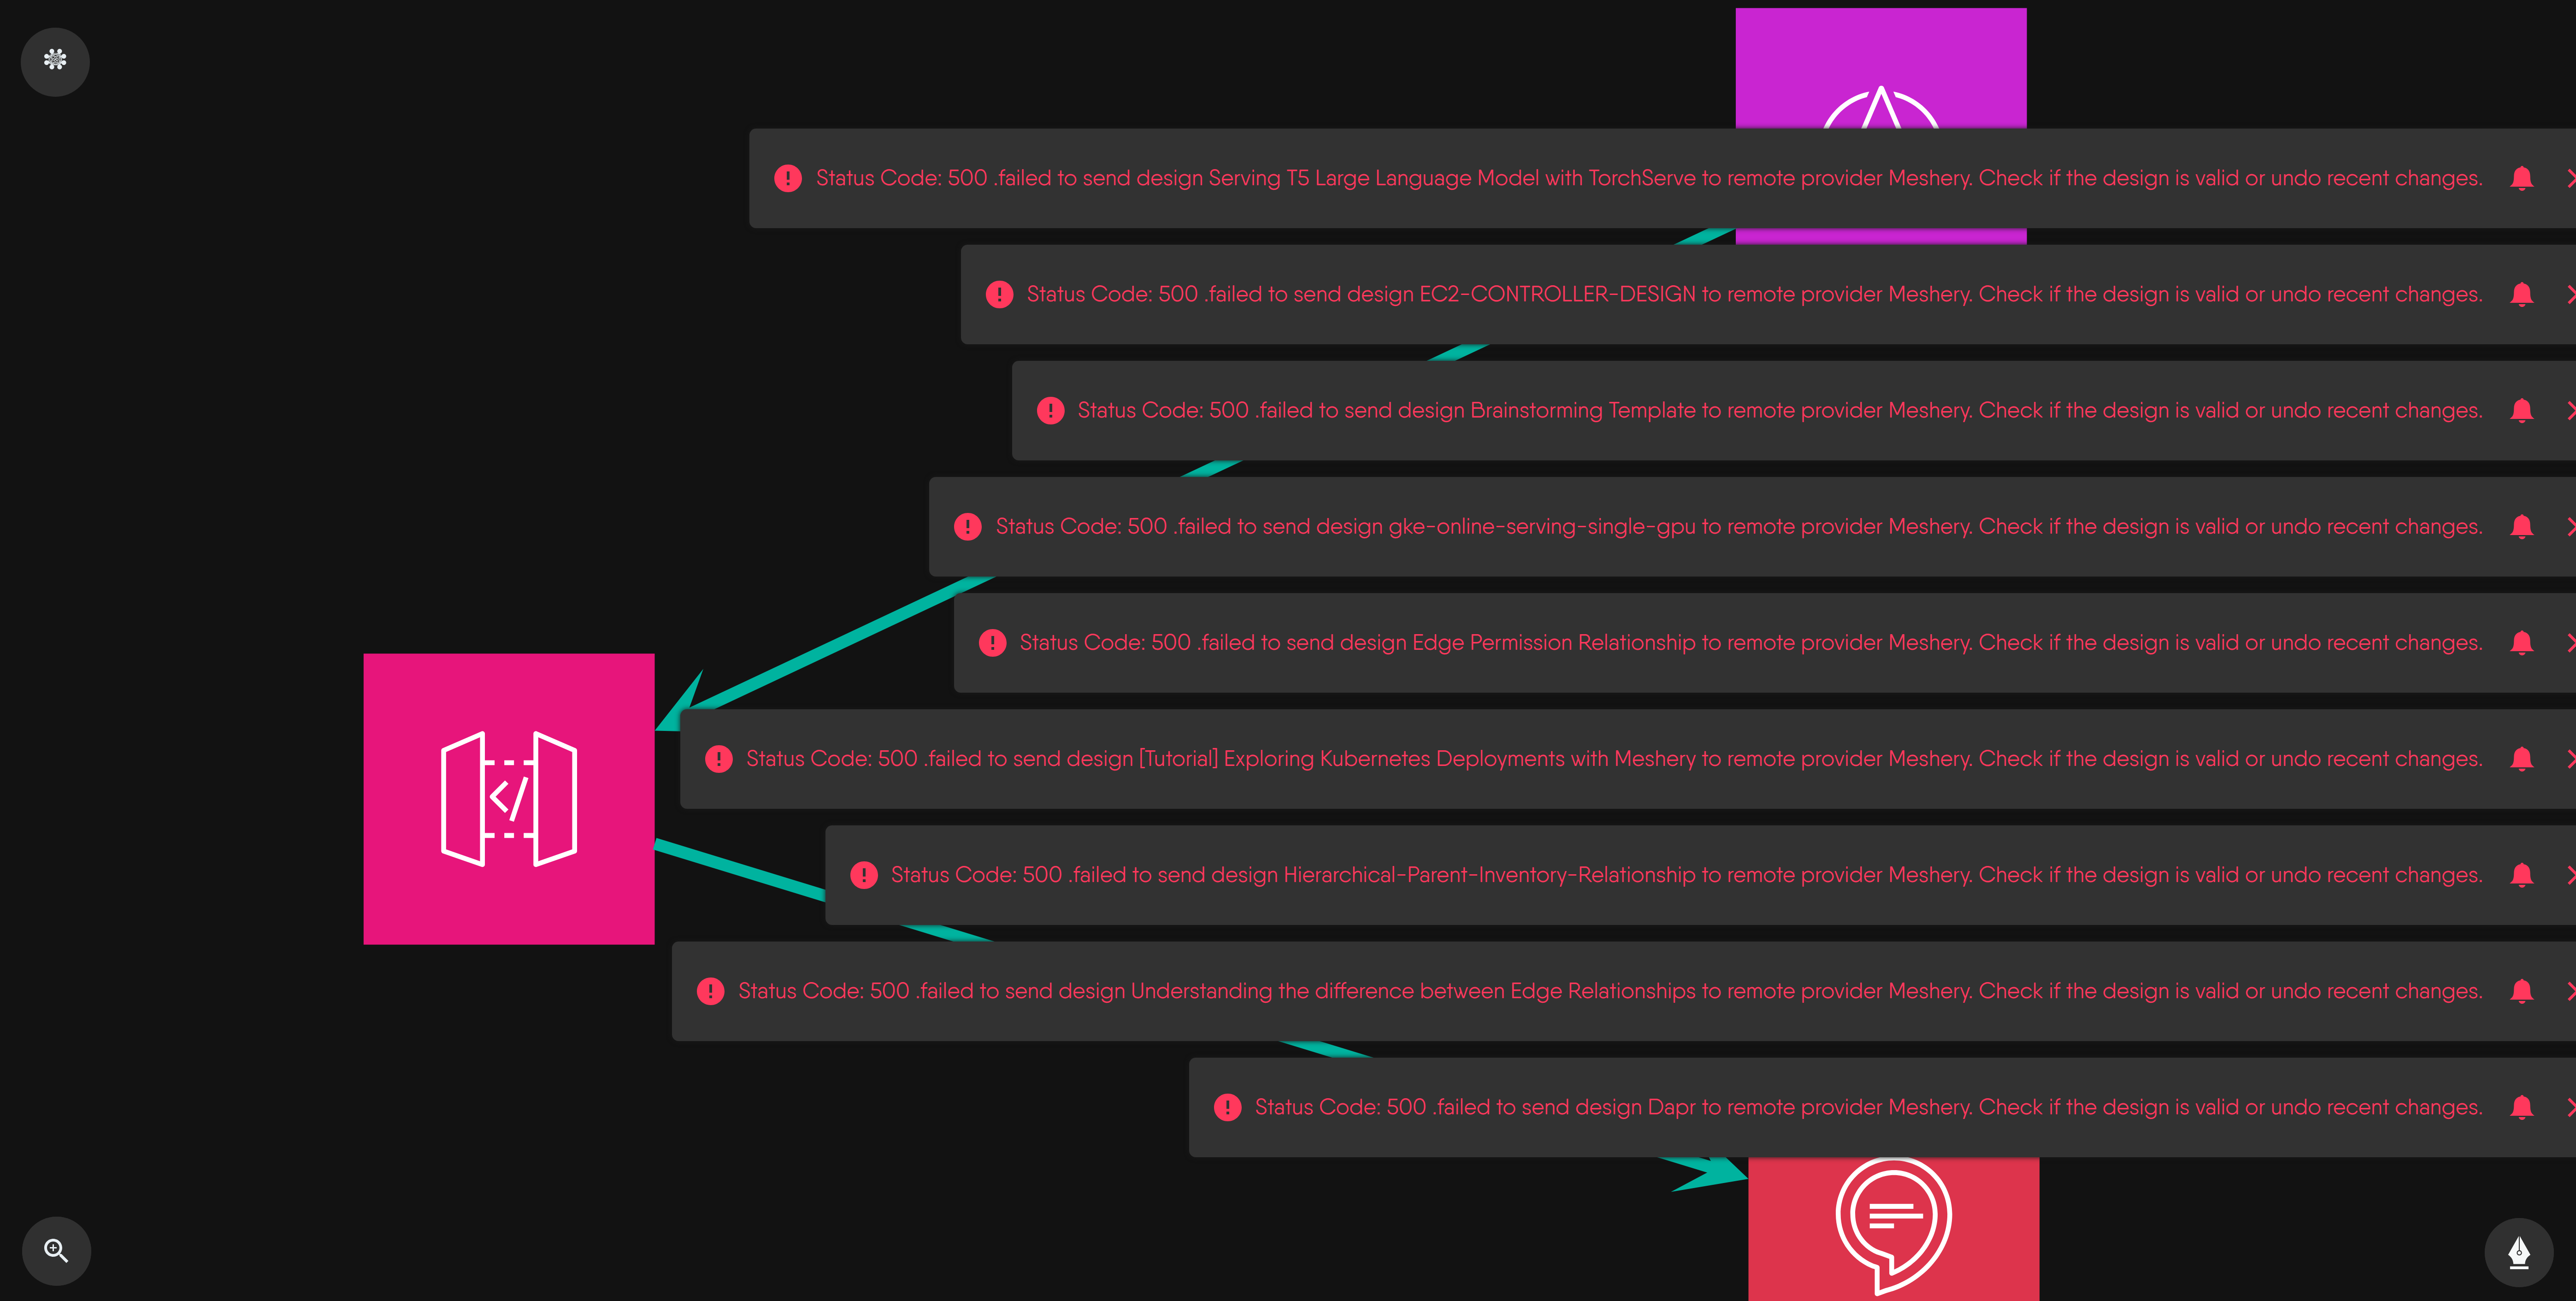 Status Code: 500 .failed to send design Serving T5 Large Language Model with TorchServe to remote provider Meshery. Check if the design is valid or undo recent changes.
Status Code: 500 .failed to send design EC2-CONTROLLER-DESIGN to remote provider Meshery. Check if the design is valid or undo recent changes.
Status Code: 500 .failed to send design Brainstorming Template to remote provider Meshery. Check if the design is valid or undo recent changes.
Status Code: 500 .failed to send design gke-online-serving-single-gpu to remote provider Meshery. Check if the design is valid or undo recent changes.
Status Code: 500 .failed to send design Edge Permission Relationship to remote provider Meshery. Check if the design is valid or undo recent changes.
Status Code: 500 .failed to send design [Tutorial] Exploring Kubernetes Deployments with Meshery to remote provider Meshery. Check if the design is valid or undo recent changes.
Status Code: 500 .failed to send design Hierarchical-Parent-Inventory-Relationship to remote provider Meshery. Check if the design is valid or undo recent changes.
Status Code: 500 .failed to send design Understanding the difference between Edge Relationships to remote provider Meshery. Check if the design is valid or undo recent changes.
Status Code: 500 .failed to send design Dapr to remote provider Meshery. Check if the design is valid or undo recent changes.